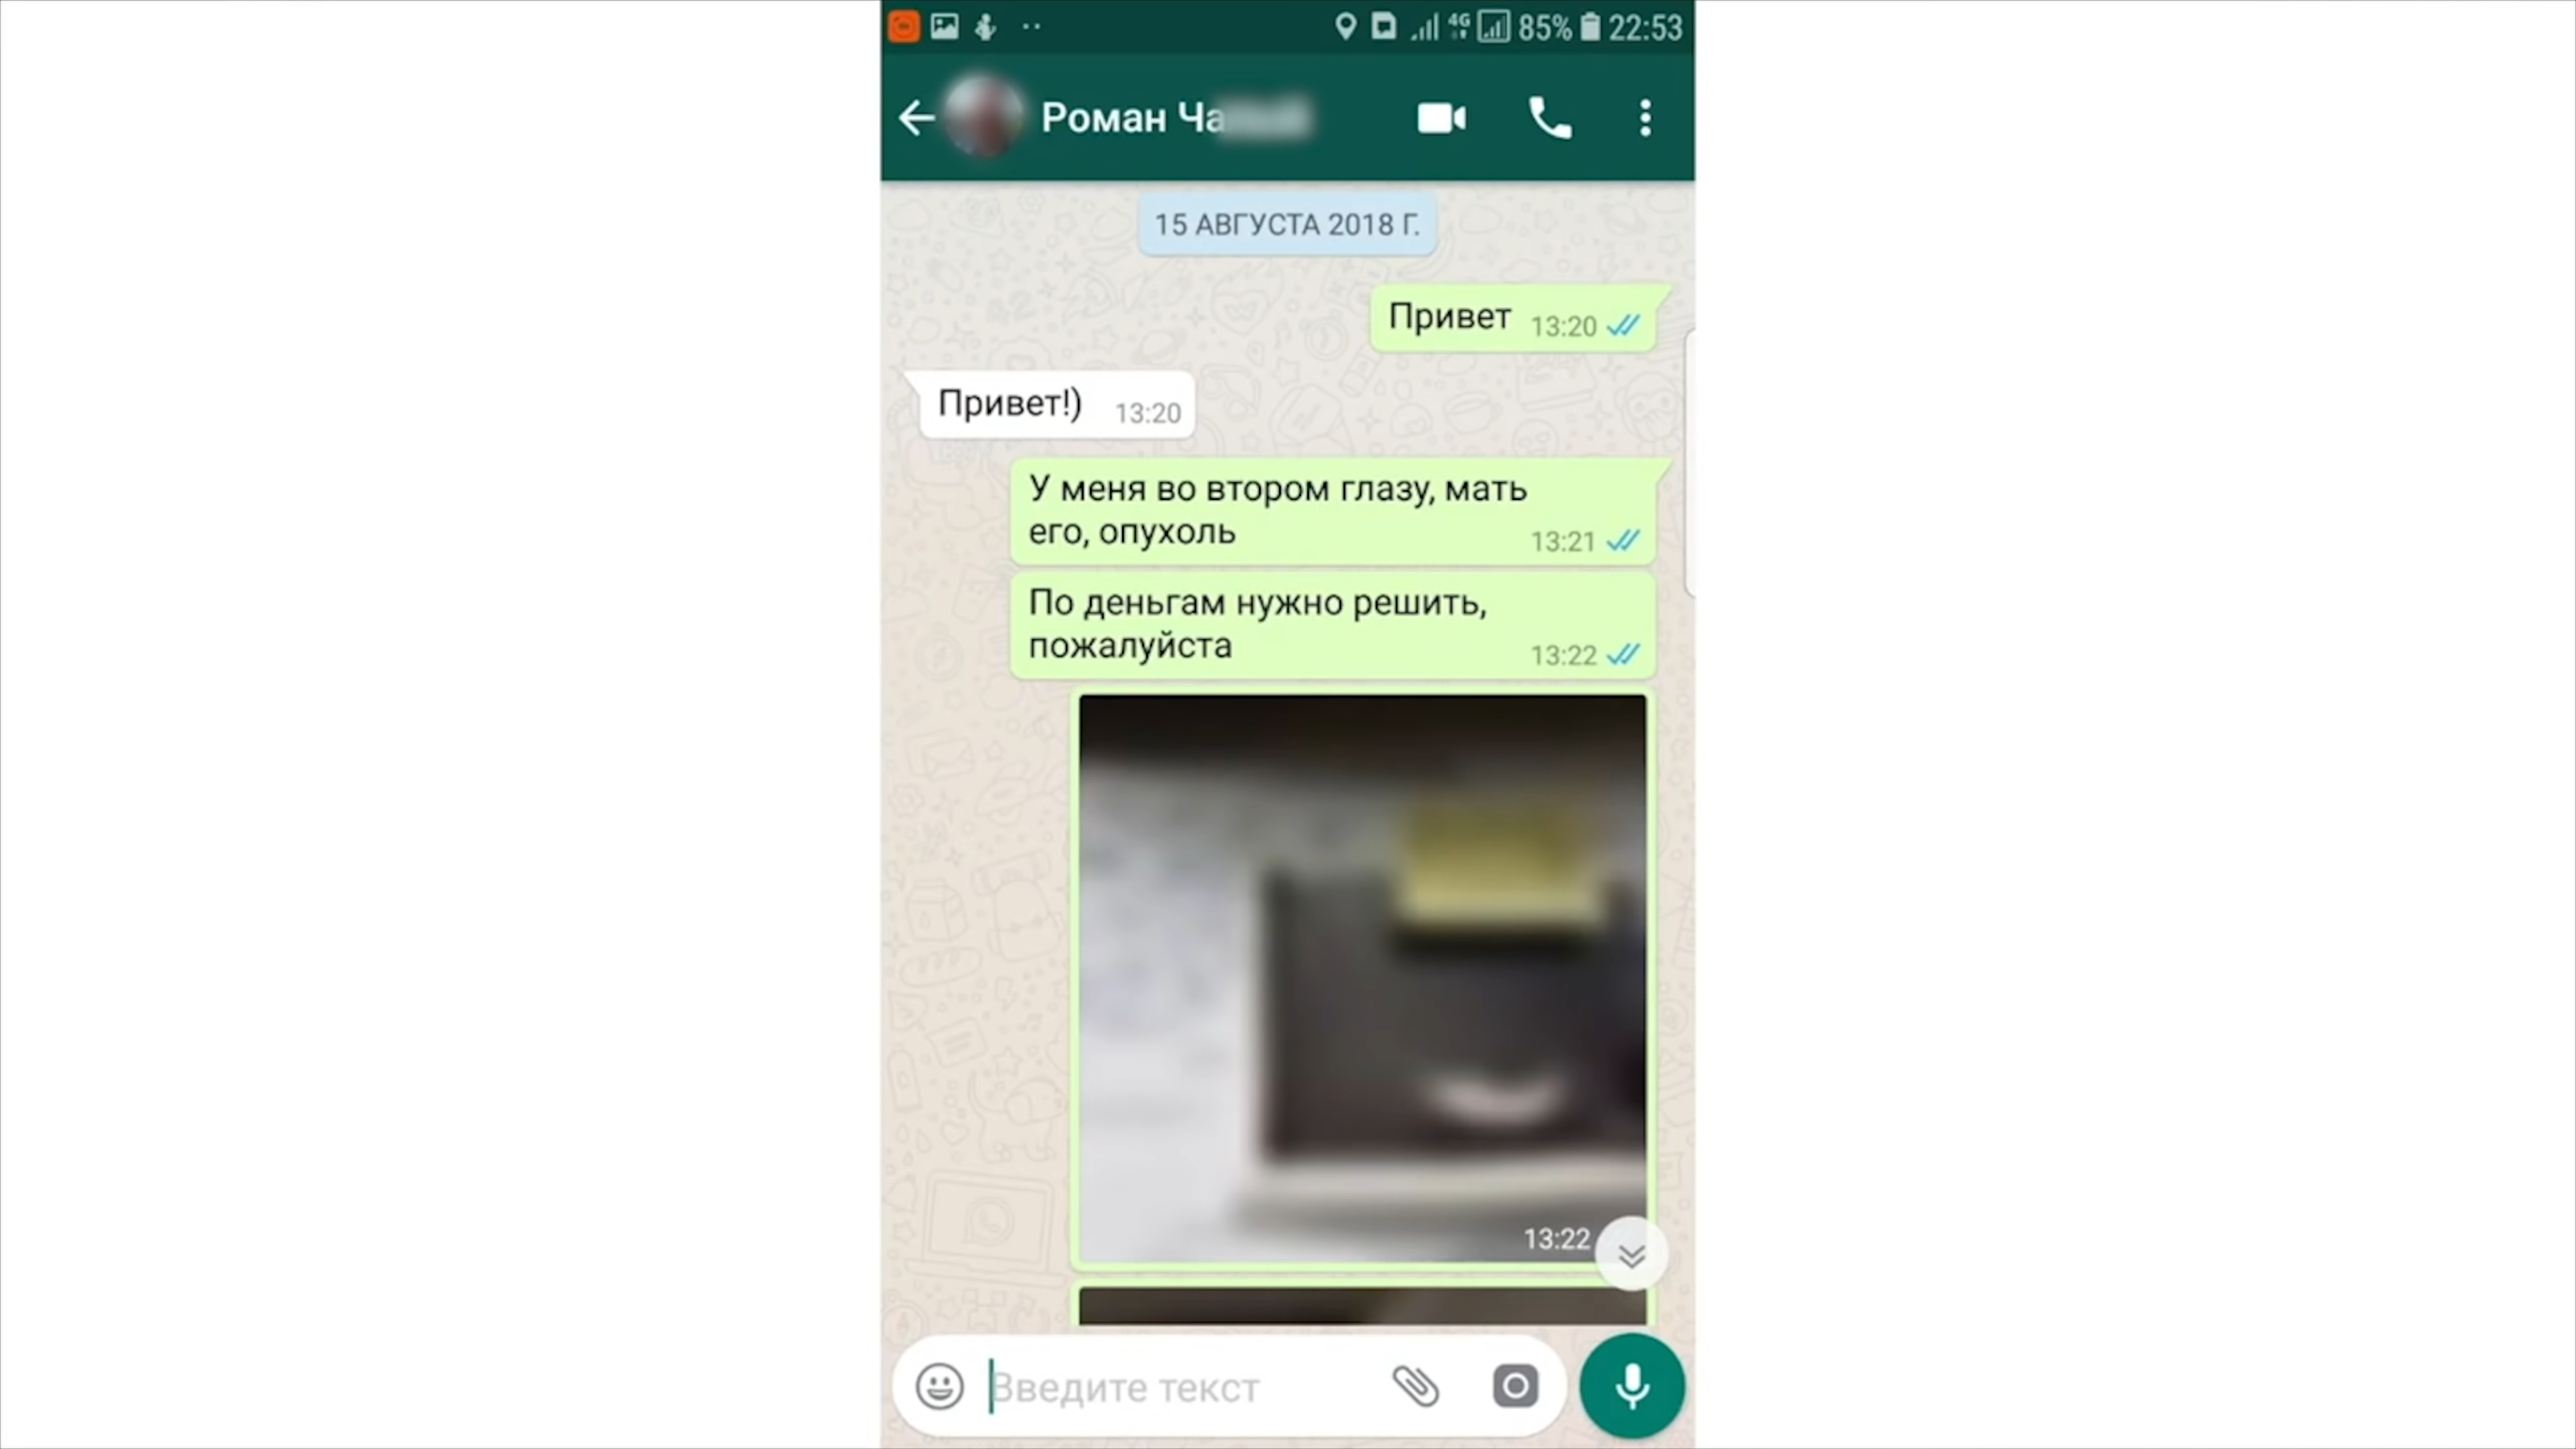 4G 85% 22:53
Роман Ча
15 АВГУСТА 2018 Г.
Привет 13:20
Привет!) 13:20
У меня во втором глазу, мать
его, опухоль 13:21
По деньгам нужно решить,
пожалуйста 13:22
13:22
Введите текст